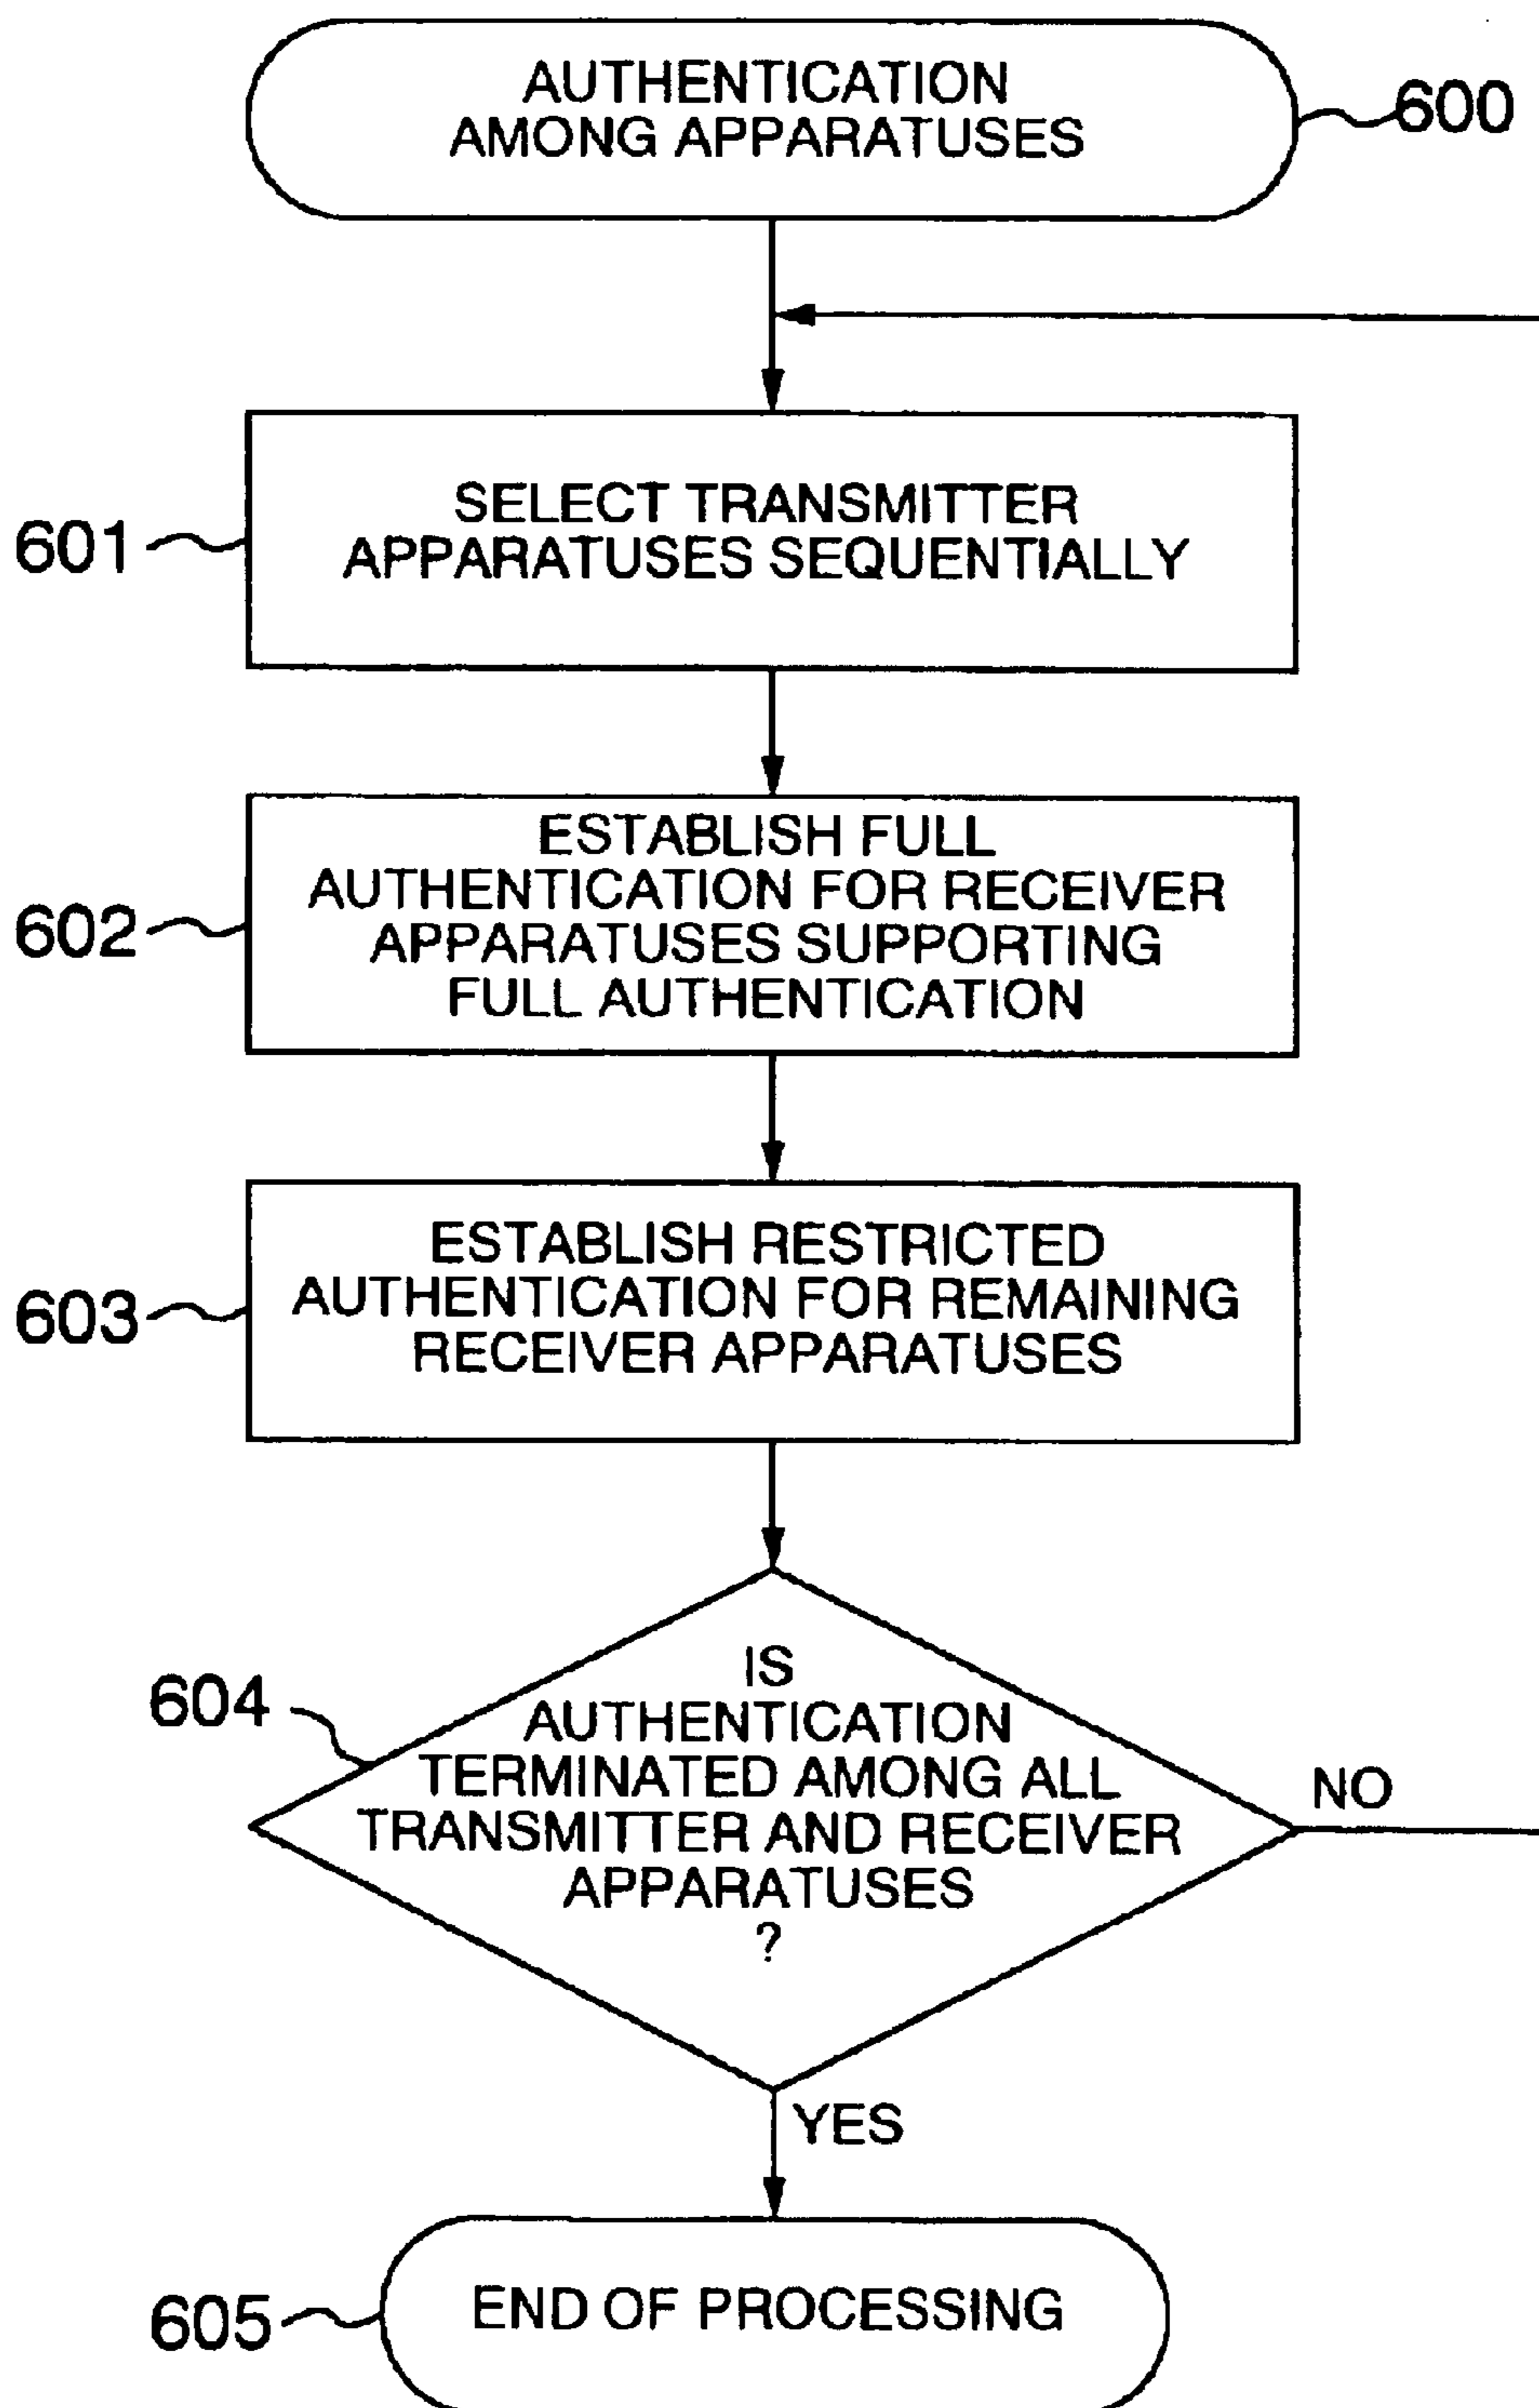 AUTHENTICATION
AMONG APPARATUSES
600
SELECT TRANSMITTER
APPARATUSES SEQUENTIALLY
601
ESTABLISH FULL
AUTHENTICATION FOR RECEIVER
APPARATUSES SUPPORTING
FULL AUTHENTICATION
602
ESTABLISH RESTRICTED
AUTHENTICATION FOR REMAINING
RECEIVER APPARATUSES
603
604
IS
AUTHENTICATION
TERMINATED AMONG ALL
TRANSMITTER AND RECEIVER
APPARATUSES
?
NO
YES
END OF PROCESSING
605